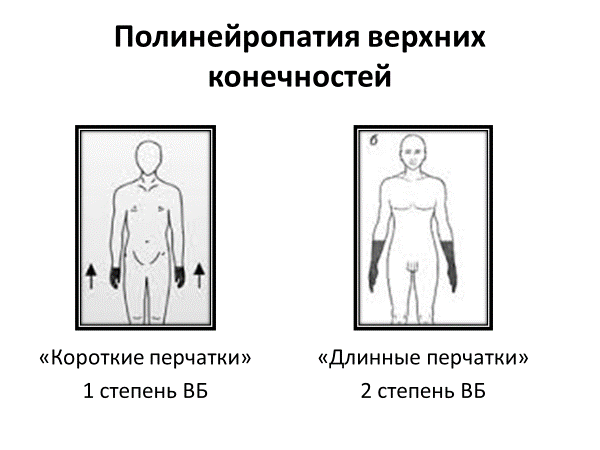 Полинейропатия верхних
конечностей
б
«Короткие перчатки»
1 степень ВБ
«Длинные перчатки»
2 степень ВБ